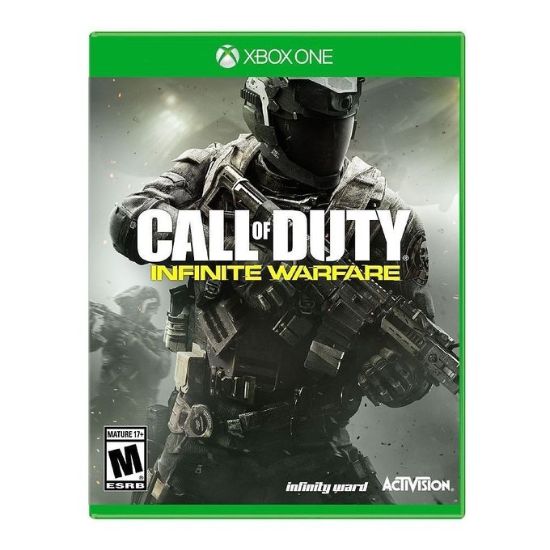 XBOX ONE
CALL OF DUTY®
INFINITE WARFARE
MATURE 17+
M
ESRB
infinity ward
ACTIVISION.